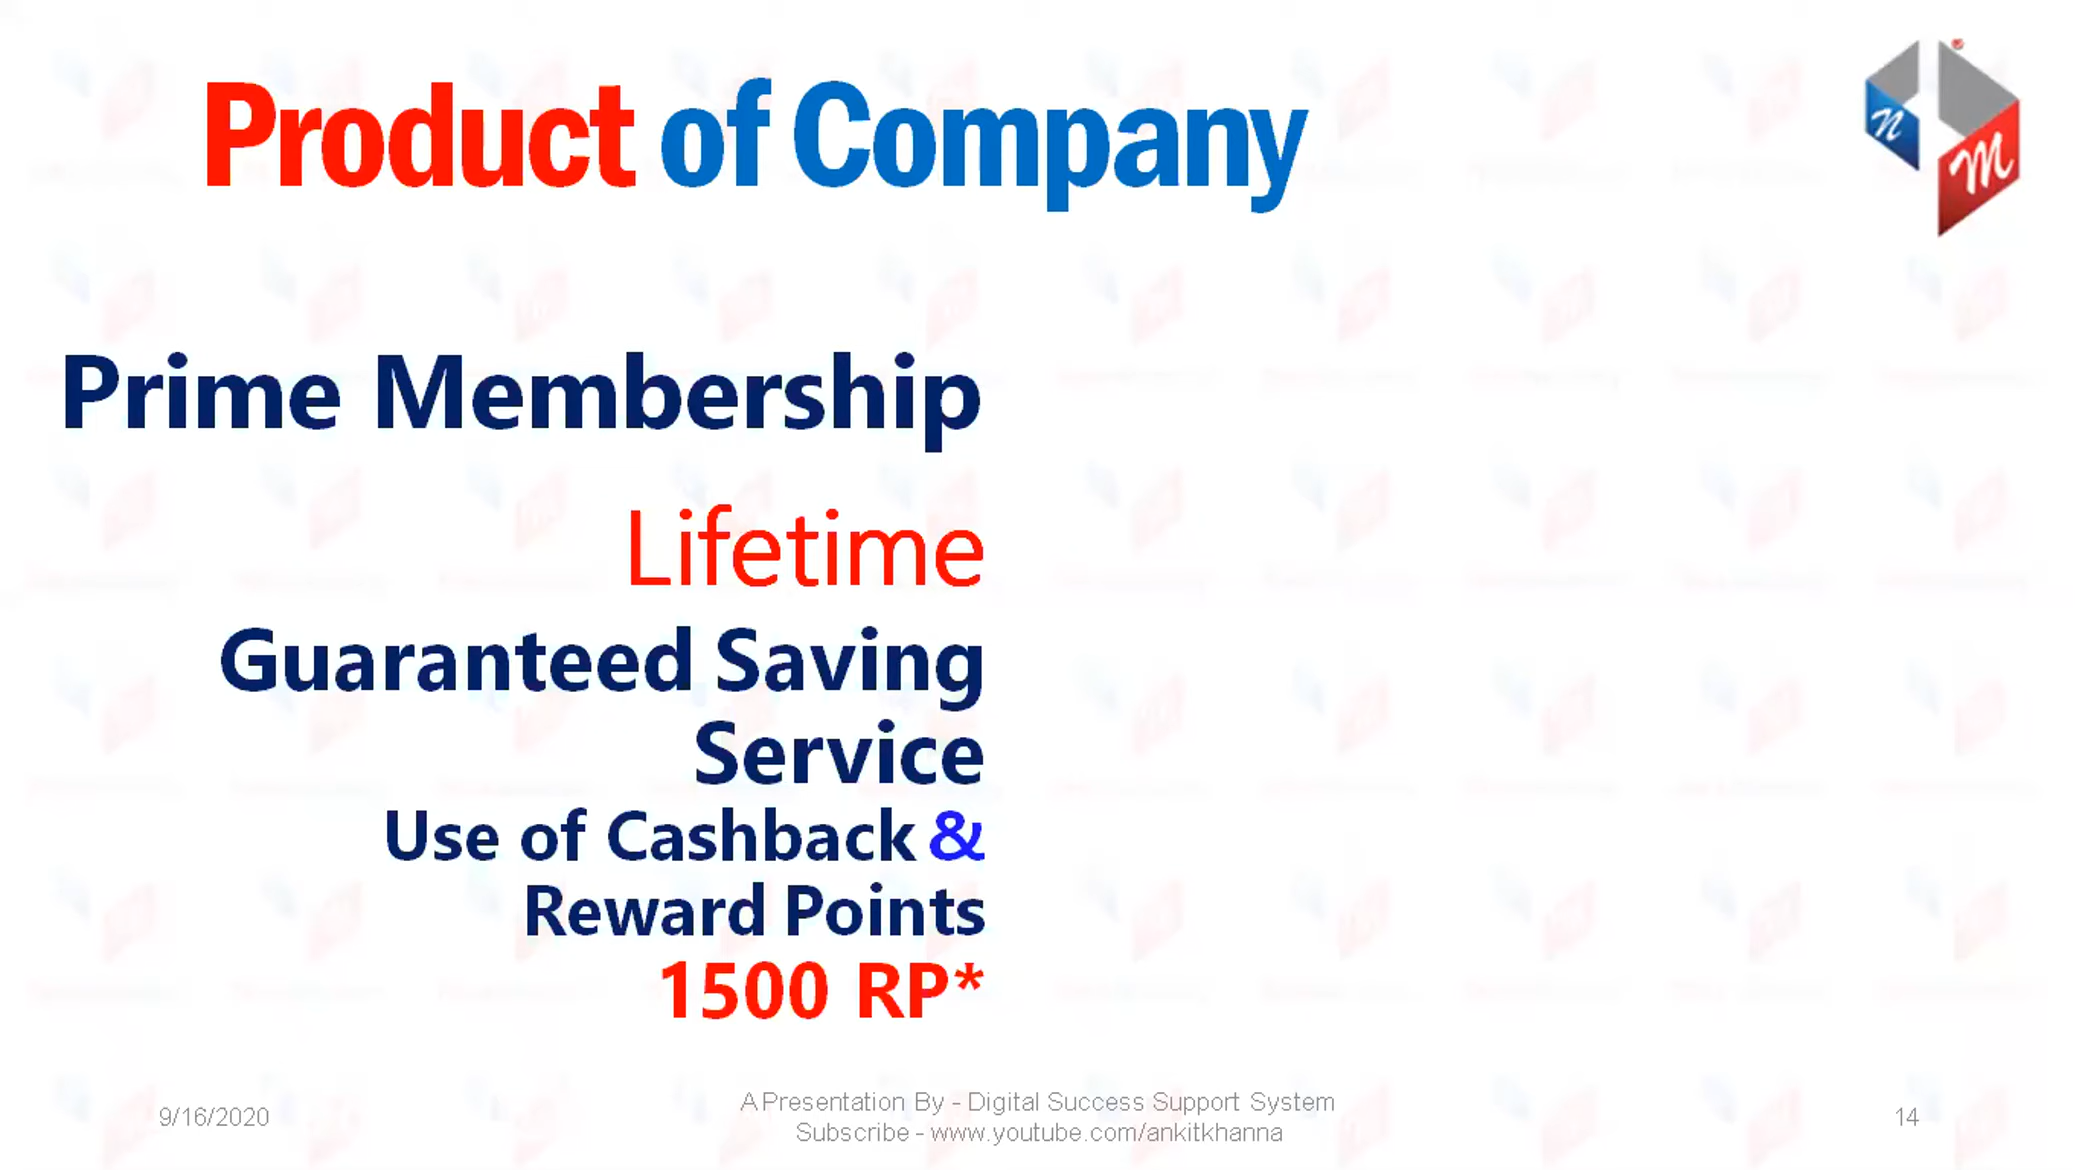 Product of Company
n
M
Prime Membership
Lifetime
Guaranteed Saving
Service
Use of Cashback &
Reward Points
1500 RP*
9/16/2020
A Presentation By - Digital Success Support System
Subscribe - www.youtube.com/ankitkhanna
14